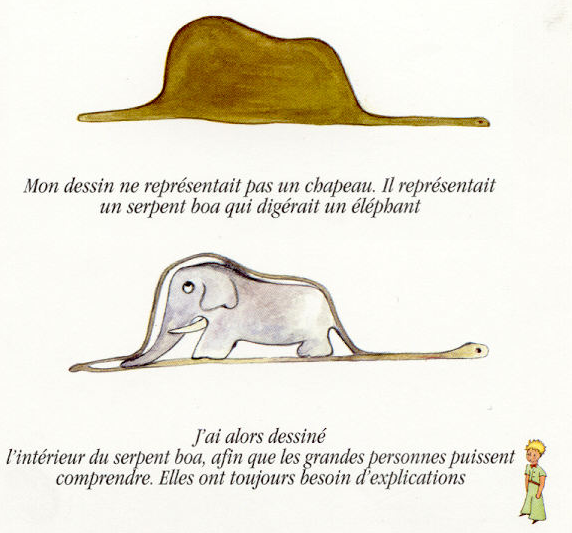 Mon dessin ne représentait pas un chapeau. Il représentait
un serpent boa qui digérait un éléphant
J'ai alors dessiné
l'intérieur du serpent boa, afin que les grandes personnes puissent
comprendre. Elles ont toujours besoin d'explications